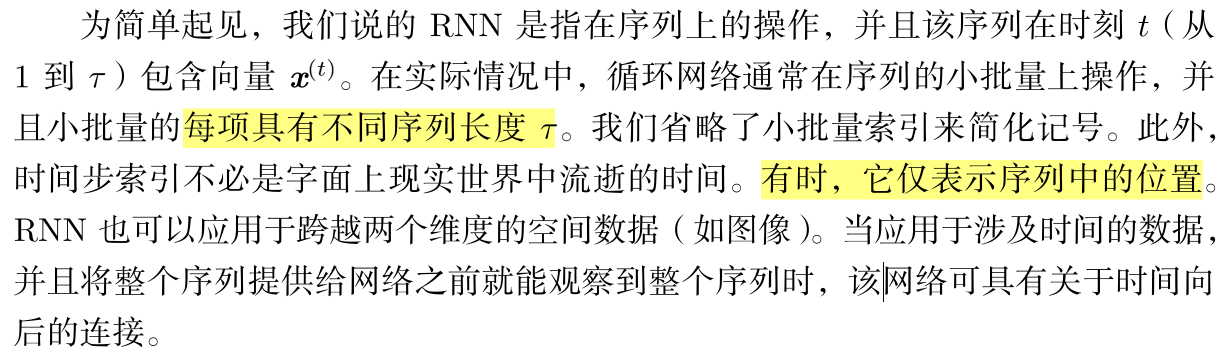 为简单起见，我们说的 RNN 是指在序列上的操作，并且该序列在时刻 t（从
1 到 τ）包含向量 x⁽ᵗ⁾。在实际情况中，循环网络通常在序列的小批量上操作，并
且小批量的每项具有不同序列长度 τ。我们省略了小批量索引来简化记号。此外，
时间步索引不必是字面上现实世界中流逝的时间。有时，它仅表示序列中的位置。
RNN 也可以应用于跨越两个维度的空间数据（如图像）。当应用于涉及时间的数据，
并且将整个序列提供给网络之前就能观察到整个序列时，该网络可具有关于时间向
后的连接。